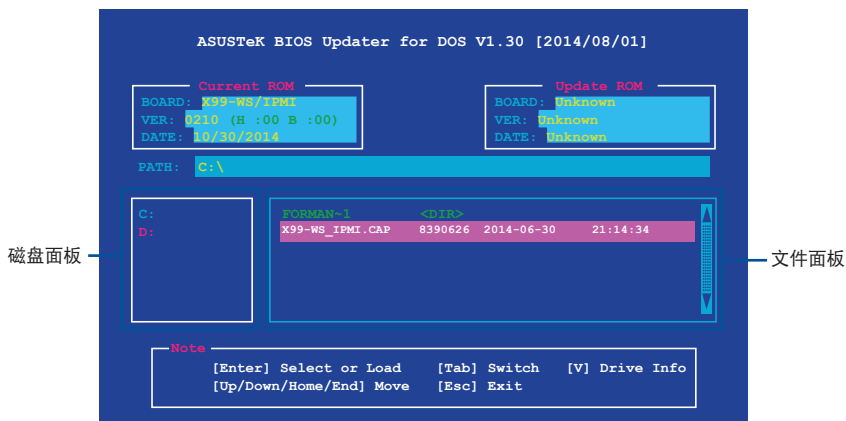 ASUSTeK BIOS Updater for DOS V1.30 [2014/08/01]
Current ROM
BOARD: X99-WS/IPMI
VER: 0210 (H :00 B :00)
DATE: 10/30/2014
Update ROM
BOARD: Unknown
VER: Unknown
DATE: Unknown
PATH: C:\
磁盘面板
C:
D:
FORMAN~1 <DIR>
X99-WS_IPMI.CAP 8390626 2014-06-30 21:14:34
文件面板
Note
[Enter] Select or Load [Tab] Switch [V] Drive Info
[Up/Down/Home/End] Move [Esc] Exit